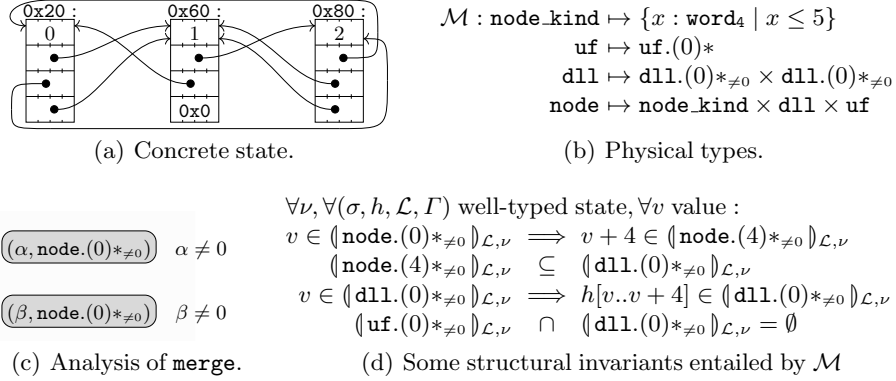 0x20 : 0x60 : 0x80 :
0 1 2
0x0
(a) Concrete state.
ℳ : node_kind ↦ {x : word₄ | x ≤ 5}
uf ↦ uf.(0)*
dll ↦ dll.(0)*≠0 × dll.(0)*≠0
node ↦ node_kind × dll × uf
(b) Physical types.
(α, node.(0)*≠0) α ≠ 0
(β, node.(0)*≠0) β ≠ 0
(c) Analysis of merge.
∀ν, ∀(σ, h, ℒ, Γ) well-typed state, ∀v value :
v ∈ ⦇node.(0)*≠0⦈ℒ,ν ⟹ v + 4 ∈ ⦇node.(4)*≠0⦈ℒ,ν
⦇node.(4)*≠0⦈ℒ,ν ⊆ ⦇dll.(0)*≠0⦈ℒ,ν
v ∈ ⦇dll.(0)*≠0⦈ℒ,ν ⟹ h[v..v + 4] ∈ ⦇dll.(0)*≠0⦈ℒ,ν
⦇uf.(0)*≠0⦈ℒ,ν ∩ ⦇dll.(0)*≠0⦈ℒ,ν = ∅
(d) Some structural invariants entailed by ℳ